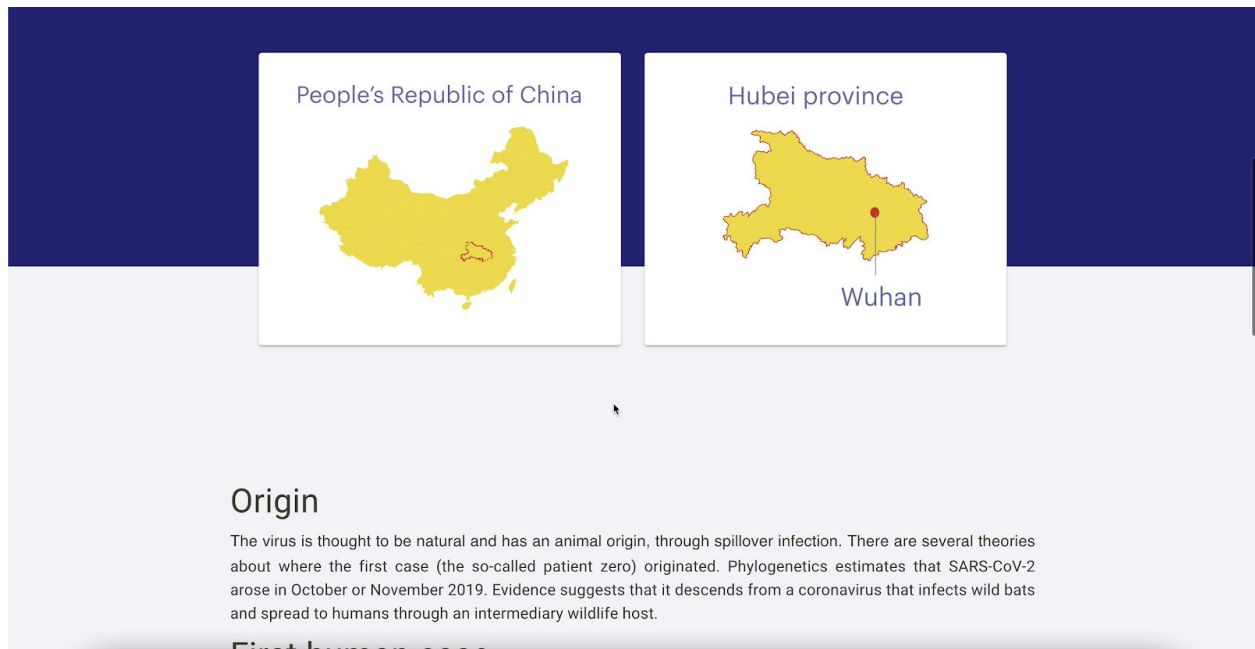 People's Republic of China
Hubei province
Wuhan
Origin
The virus is thought to be natural and has an animal origin, through spillover infection. There are several theories
about where the first case (the so-called patient zero) originated. Phylogenetics estimates that SARS-CoV-2
arose in October or November 2019. Evidence suggests that it descends from a coronavirus that infects wild bats
and spread to humans through an intermediary wildlife host.
First human case